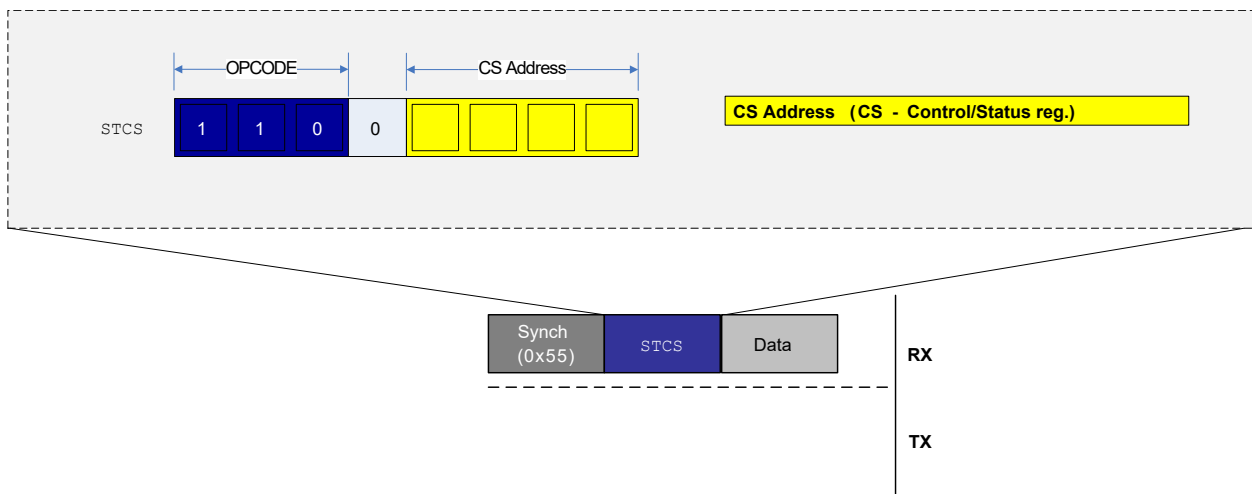 OPCODE CS Address
STCS 1 1 0 0
CS Address (CS - Control/Status reg.)
Synch
(0x55)
STCS
Data
RX
TX